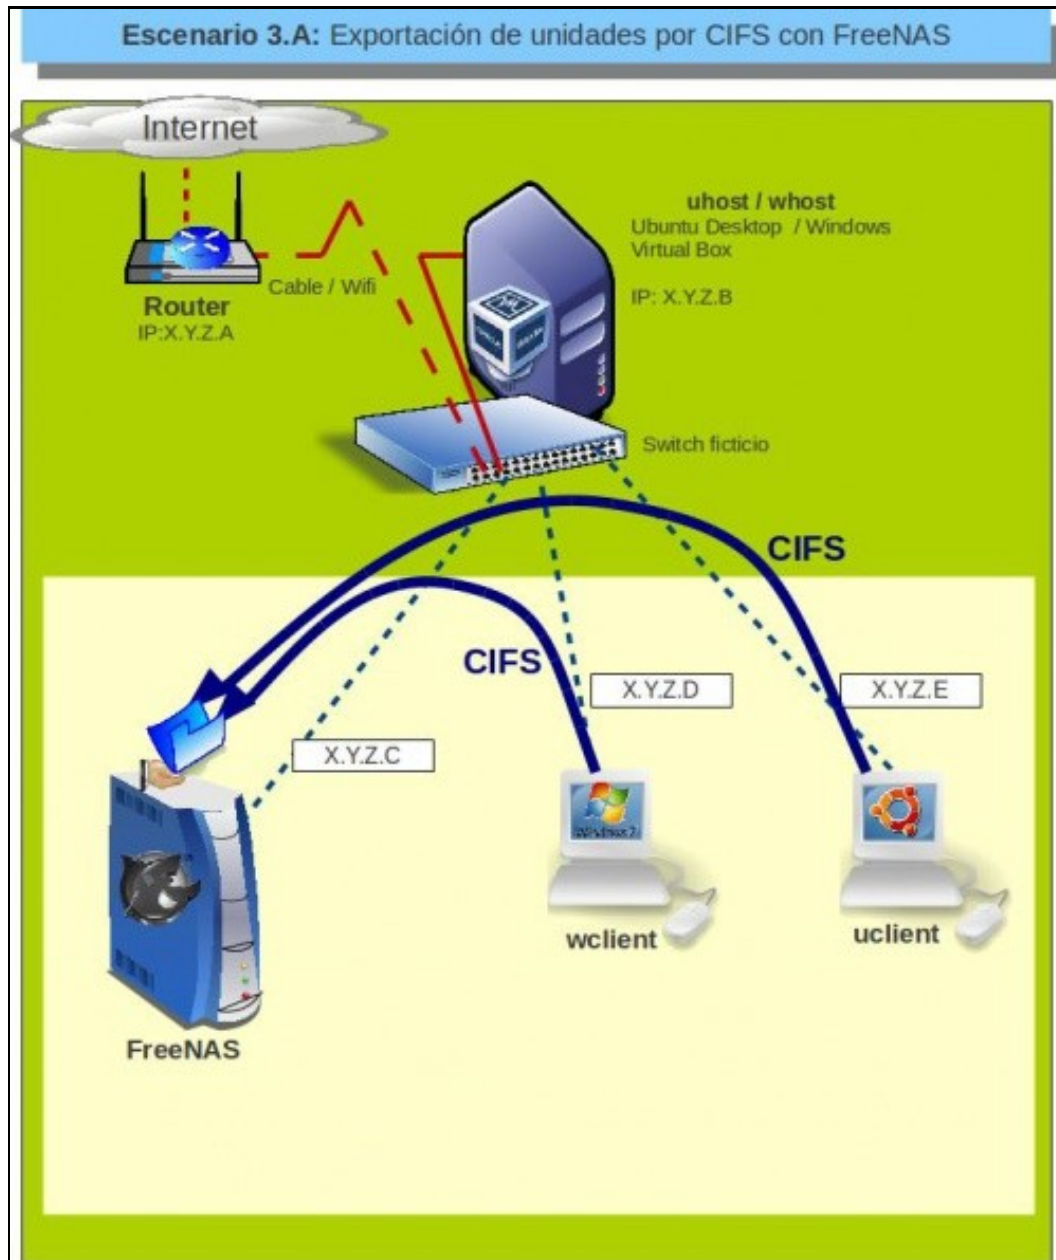 Escenario 3.A: Exportación de unidades por CIFS con FreeNAS
Internet
uhost / whost
Ubuntu Desktop / Windows
Virtual Box
IP: X.Y.Z.B
Cable / Wifi
Router
IP:X.Y.Z.A
Switch ficticio
CIFS
CIFS
X.Y.Z.D
X.Y.Z.E
X.Y.Z.C
wclient
uclient
FreeNAS